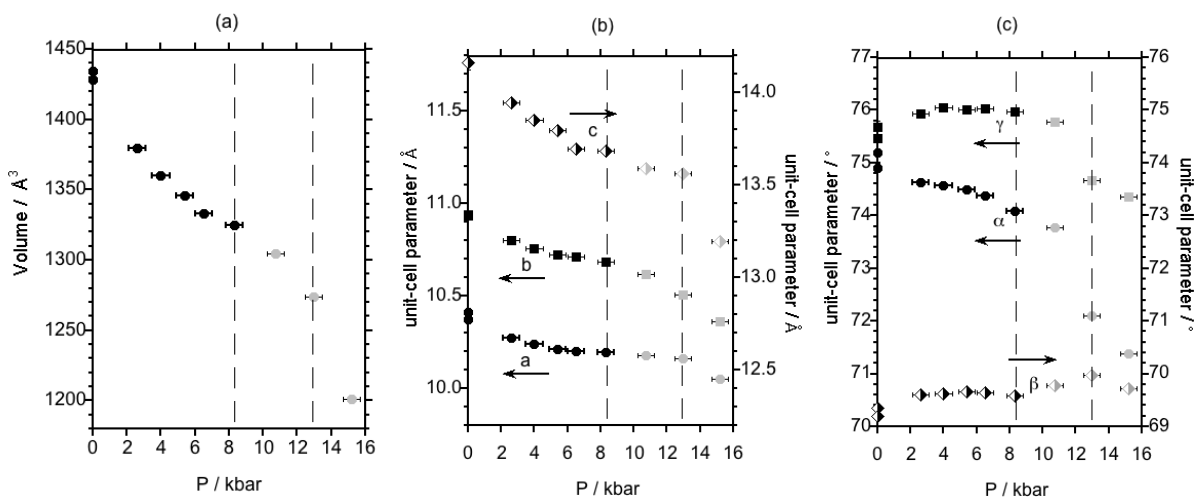 (a)
1450
1400
1350
1300
1250
1200
Volume / Å³
0 2 4 6 8 10 12 14 16
P / kbar
(b)
11.5
11.0
10.5
10.0
unit-cell parameter / Å
14.0
13.5
13.0
12.5
unit-cell parameter / Å
c
b
a
0 2 4 6 8 10 12 14 16
P / kbar
(c)
77
76
75
74
73
72
71
70
unit-cell parameter / °
76
75
74
73
72
71
70
69
unit-cell parameter / °
γ
α
β
0 2 4 6 8 10 12 14 16
P / kbar